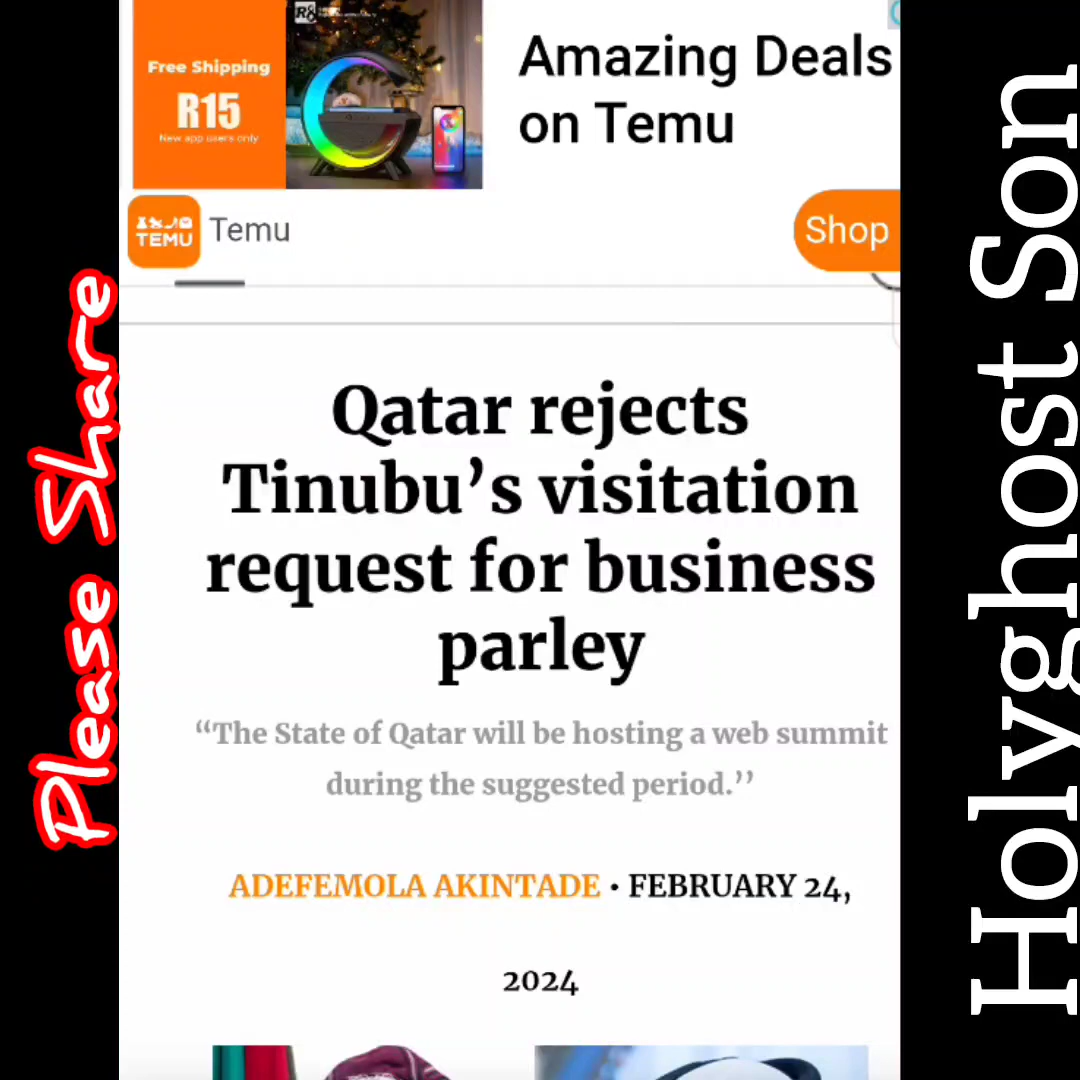 Free Shipping
R15
New app users only
Amazing Deals
on Temu
TEMU
Temu
Shop
Qatar rejects
Tinubu’s visitation
request for business
parley
“The State of Qatar will be hosting a web summit
during the suggested period.’’
ADEFEMOLA AKINTADE • FEBRUARY 24,
2024
Please Share
Holyghost Son